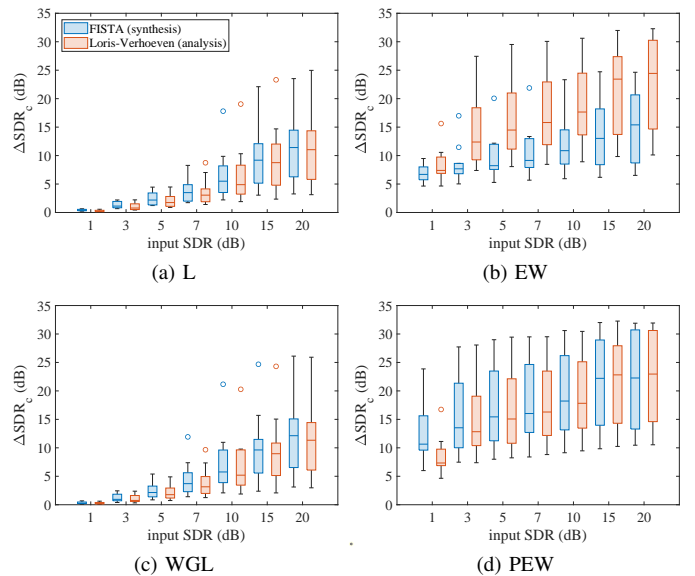 35
30
25
20
15
10
5
0
ΔSDR_c (dB)
FISTA (synthesis)
Loris-Verhoeven (analysis)
1 3 5 7 10 15 20
input SDR (dB)
(a) L
35
30
25
20
15
10
5
0
ΔSDR_c (dB)
1 3 5 7 10 15 20
input SDR (dB)
(b) EW
35
30
25
20
15
10
5
0
ΔSDR_c (dB)
1 3 5 7 10 15 20
input SDR (dB)
(c) WGL
35
30
25
20
15
10
5
0
ΔSDR_c (dB)
1 3 5 7 10 15 20
input SDR (dB)
(d) PEW